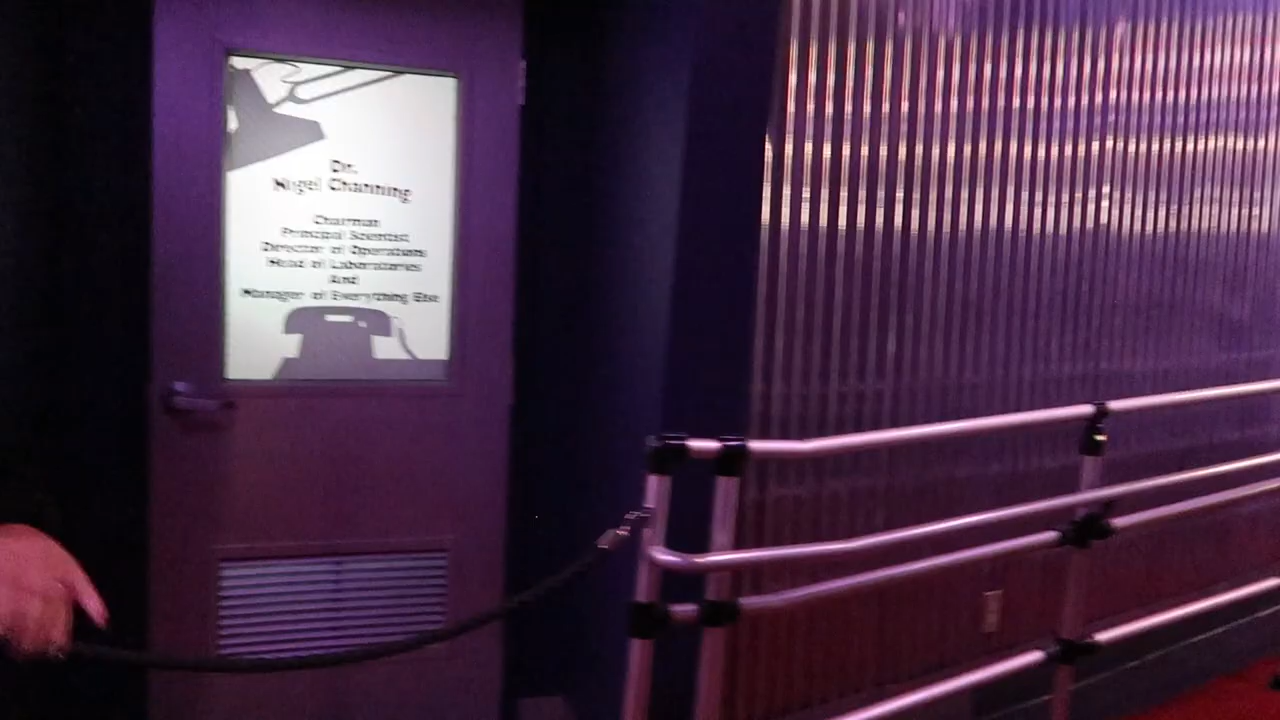 Dr.
Nigel Channing
Chairman
Principal Scientist
Director of Operations
Head of Laboratories
And
Manager of Everything Else